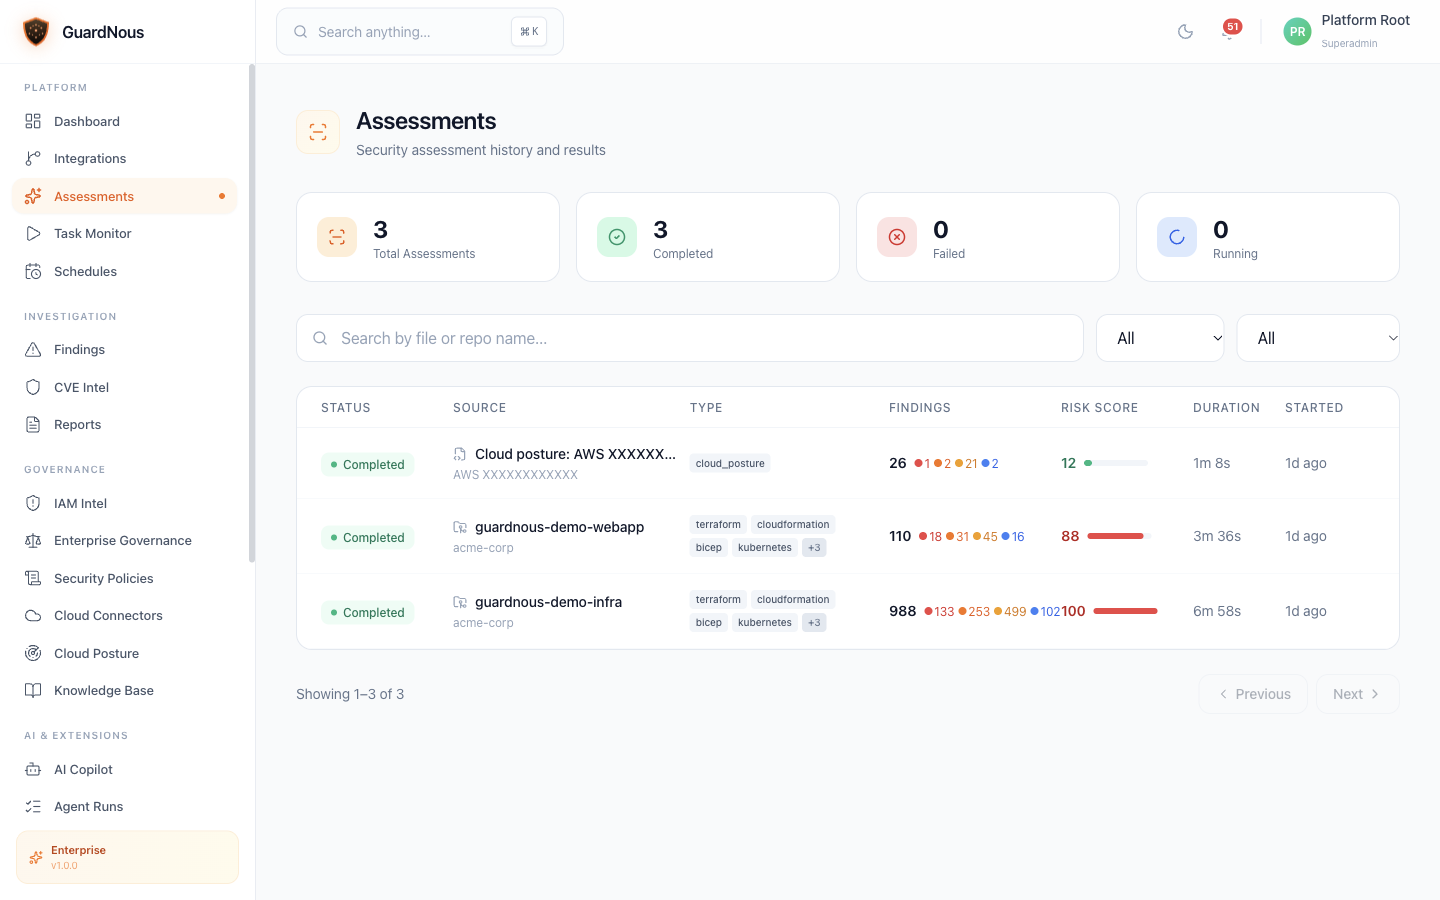 GuardNous
Search anything...
⌘ K
51
PR
Platform Root
Superadmin
PLATFORM
Dashboard
Integrations
Assessments
Task Monitor
Schedules
INVESTIGATION
Findings
CVE Intel
Reports
GOVERNANCE
IAM Intel
Enterprise Governance
Security Policies
Cloud Connectors
Cloud Posture
Knowledge Base
AI & EXTENSIONS
AI Copilot
Agent Runs
Enterprise
v1.0.0
Assessments
Security assessment history and results
3
Total Assessments
3
Completed
0
Failed
0
Running
Search by file or repo name...
All
All
STATUS SOURCE TYPE FINDINGS RISK SCORE DURATION STARTED
Completed Cloud posture: AWS XXXXXX... cloud_posture 26 1 2 21 2 12 1m 8s 1d ago
AWS XXXXXXXXXXXX
Completed guardnous-demo-webapp terraform cloudformation 110 18 31 45 16 88 3m 36s 1d ago
acme-corp bicep kubernetes +3
Completed guardnous-demo-infra terraform cloudformation 988 133 253 499 102 100 6m 58s 1d ago
acme-corp bicep kubernetes +3
Showing 1–3 of 3
Previous
Next